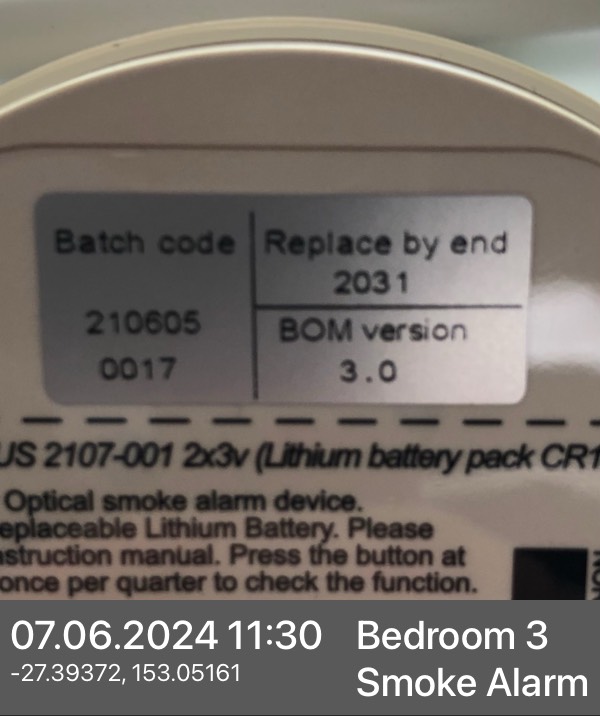 Batch code
210605
0017
Replace by end
2031
BOM version
3.0
US 2107-001 2x3v (Lithium battery pack CR1
Optical smoke alarm device.
eplaceable Lithium Battery. Please
nstruction manual. Press the button at
once per quarter to check the function.
07.06.2024 11:30
-27.39372, 153.05161
Bedroom 3
Smoke Alarm